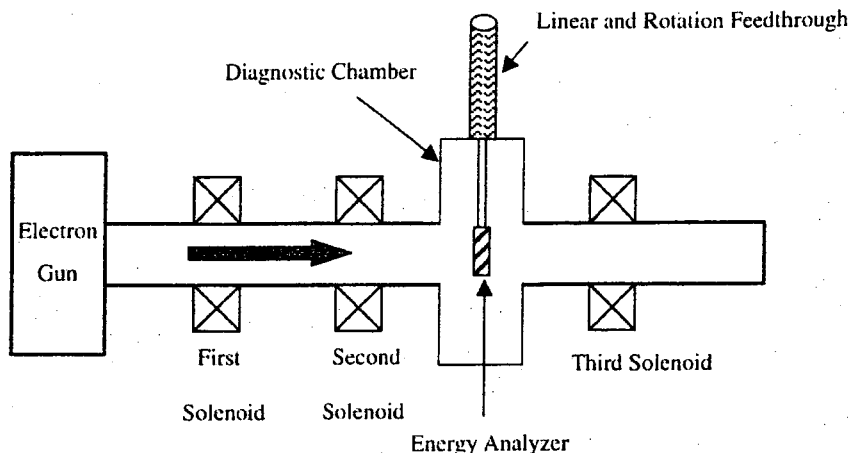 Linear and Rotation Feedthrough
Diagnostic Chamber
Electron
Gun
First
Solenoid
Second
Solenoid
Third Solenoid
Energy Analyzer